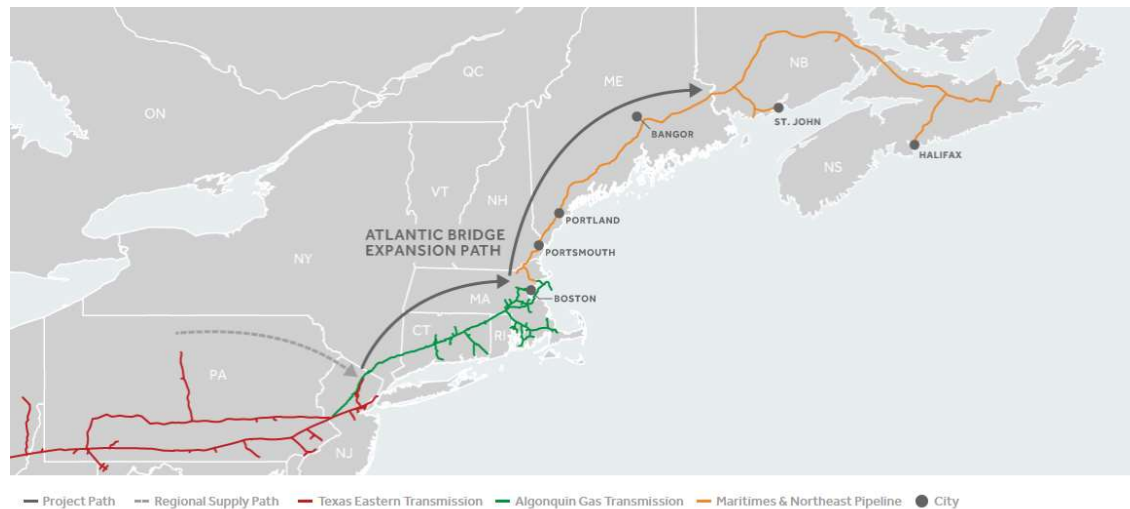 QC
NB
ME
ON
ST. JOHN
BANGOR
HALIFAX
NS
VT
NH
PORTLAND
ATLANTIC BRIDGE
EXPANSION PATH
PORTSMOUTH
NY
MA
BOSTON
CT
RI
PA
NJ
Project Path
Regional Supply Path
Texas Eastern Transmission
Algonquin Gas Transmission
Maritimes & Northeast Pipeline
City